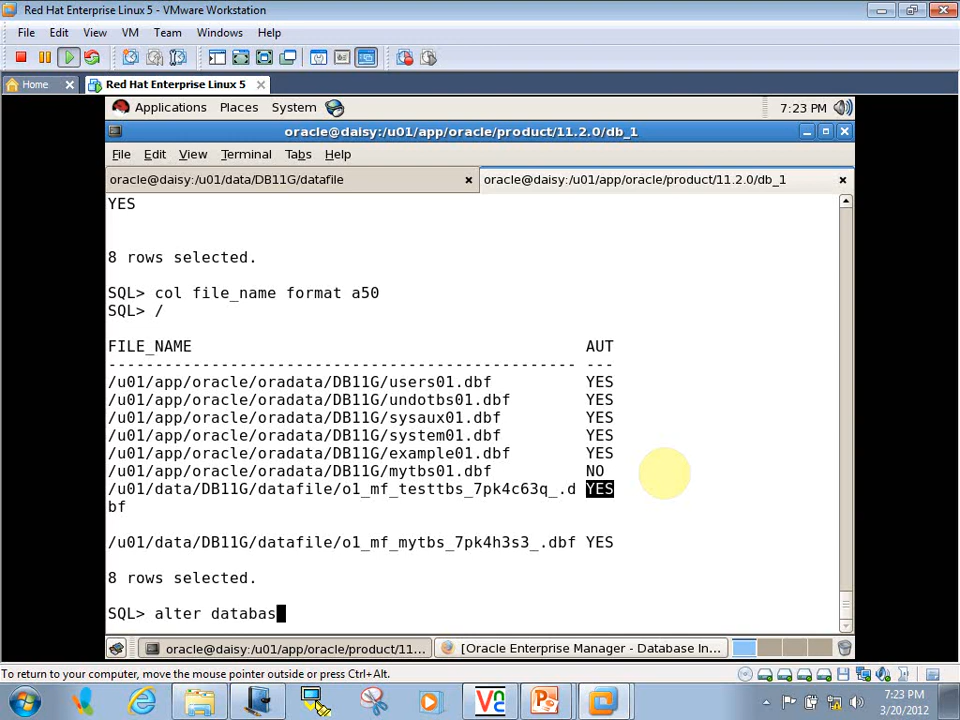 Red Hat Enterprise Linux 5 - VMware Workstation
File Edit View VM Team Windows Help
Home Red Hat Enterprise Linux 5
Applications Places System 7:23 PM
oracle@daisy:/u01/app/oracle/product/11.2.0/db_1
File Edit View Terminal Tabs Help
oracle@daisy:/u01/data/DB11G/datafile oracle@daisy:/u01/app/oracle/product/11.2.0/db_1
YES
8 rows selected.
SQL> col file_name format a50
SQL> /
FILE_NAME AUT
-------------------------------------------------- ---
/u01/app/oracle/oradata/DB11G/users01.dbf YES
/u01/app/oracle/oradata/DB11G/undotbs01.dbf YES
/u01/app/oracle/oradata/DB11G/sysaux01.dbf YES
/u01/app/oracle/oradata/DB11G/system01.dbf YES
/u01/app/oracle/oradata/DB11G/example01.dbf YES
/u01/app/oracle/oradata/DB11G/mytbs01.dbf NO
/u01/data/DB11G/datafile/o1_mf_testtbs_7pk4c63q_.d YES
bf
/u01/data/DB11G/datafile/o1_mf_mytbs_7pk4h3s3_.dbf YES
8 rows selected.
SQL> alter databas
oracle@daisy:/u01/app/oracle/product/11... [Oracle Enterprise Manager - Database In...
To return to your computer, move the mouse pointer outside or press Ctrl+Alt.
7:23 PM
3/20/2012